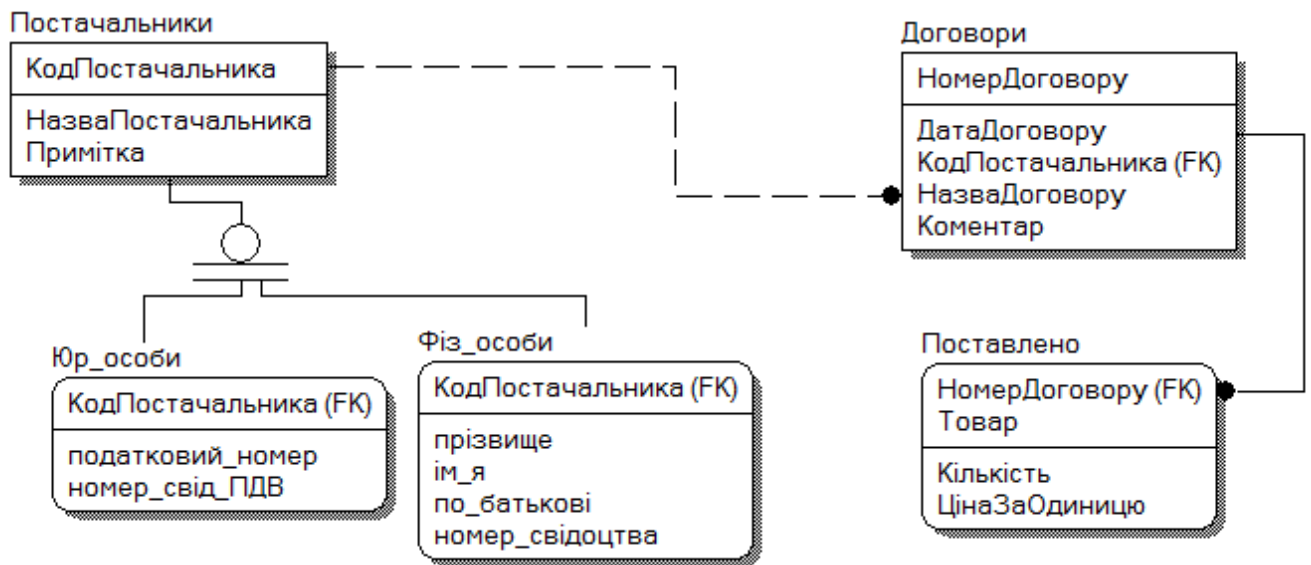 Постачальники
КодПостачальника
НазваПостачальника
Примітка
Договори
НомерДоговору
ДатаДоговору
КодПостачальника (FK)
НазваДоговору
Коментар
Юр_особи
КодПостачальника (FK)
податковий_номер
номер_свід_ПДВ
Фіз_особи
КодПостачальника (FK)
прізвище
ім_я
по_батькові
номер_свідоцтва
Поставлено
НомерДоговору (FK)
Товар
Кількість
ЦінаЗаОдиницю